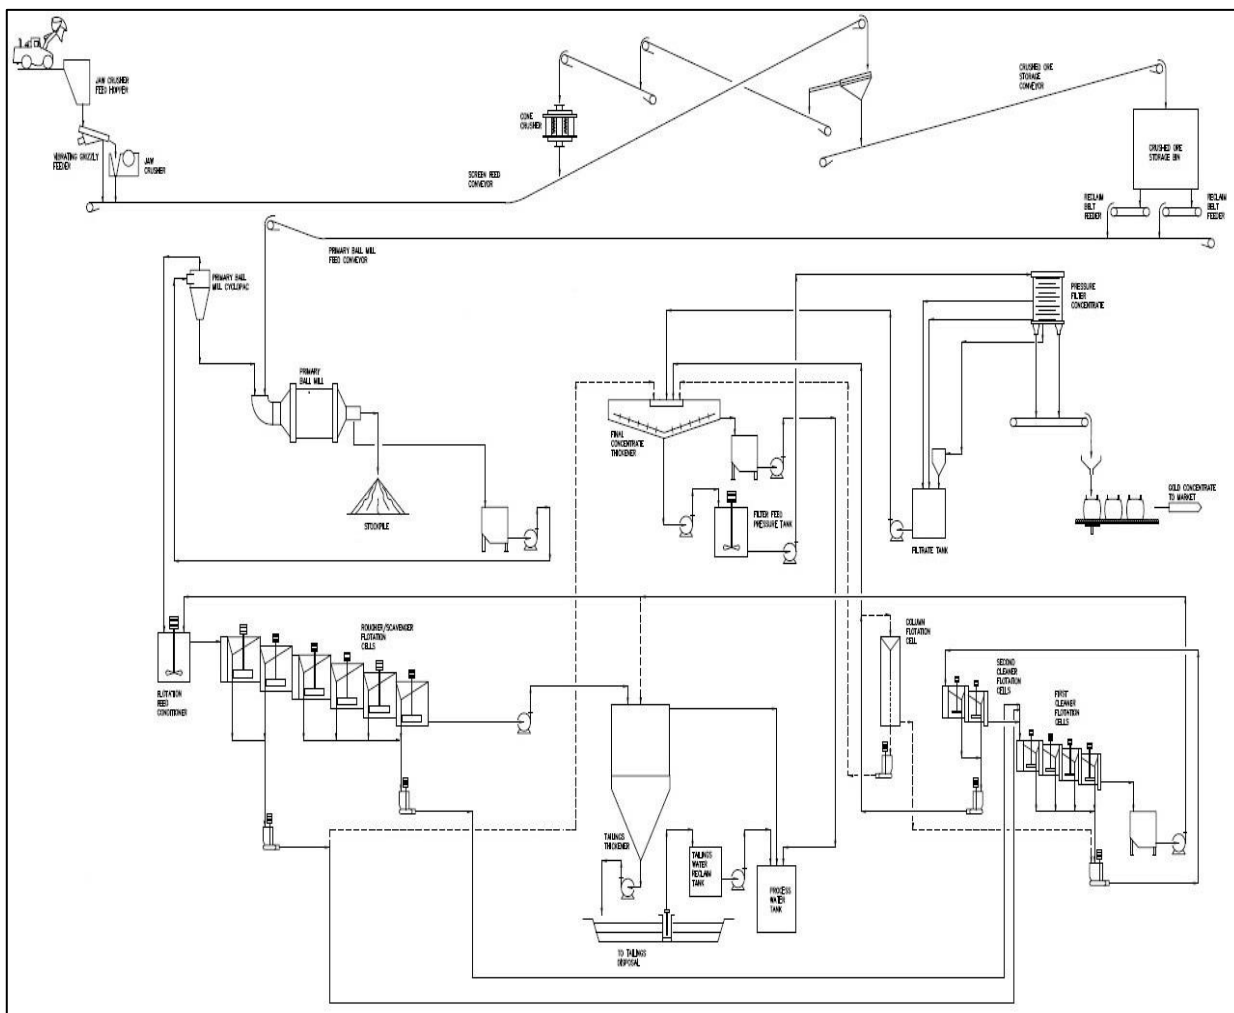 JAW CRUSHER
FEED HOPPER
VIBRATING GRIZZLY
FEEDER
JAW
CRUSHER
CONE
CRUSHER
SCREEN FEED
CONVEYOR
CRUSHED ORE
STORAGE
CONVEYOR
CRUSHED ORE
STORAGE BIN
RECLAIM
BELT
FEEDER
RECLAIM
BELT
FEEDER
PRIMARY BALL MILL
FEED CONVEYOR
PRIMARY BALL
MILL CYCLOPAC
PRESSURE
FILTER
CONCENTRATE
PRIMARY
BALL MILL
FINAL
CONCENTRATE
THICKENER
STOCKPILE
FILTER FEED
PRESSURE TANK
FILTRATE TANK
GOLD CONCENTRATE
TO MARKET
ROUGHER/SCAVENGER
FLOTATION
CELLS
FLOTATION
FEED
CONDITIONER
COLUMN
FLOTATION
CELL
SECOND
CLEANER
FLOTATION
CELLS
FIRST
CLEANER
FLOTATION
CELLS
TAILINGS
THICKENER
TAILINGS
WATER
RECLAIM
TANK
PROCESS
WATER
TANK
TO TAILINGS
DISPOSAL